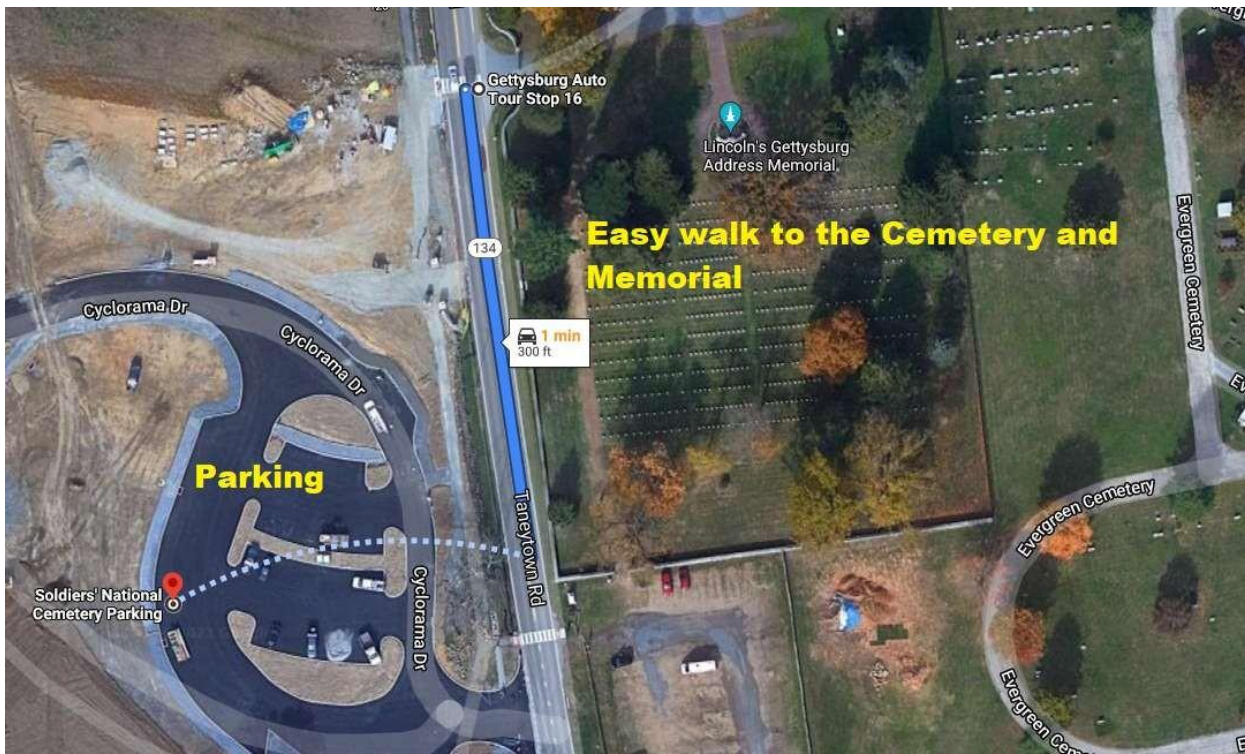 Gettysburg Auto
Tour Stop 16
Lincoln's Gettysburg
Address Memorial
Evergreen Cemetery
Easy walk to the Cemetery and
Memorial
134
Cyclorama Dr
Cyclorama Dr
1 min
300 ft
Parking
Taneytown Rd
Evergreen Cemetery
Soldiers' National
Cemetery Parking
Cyclorama Dr